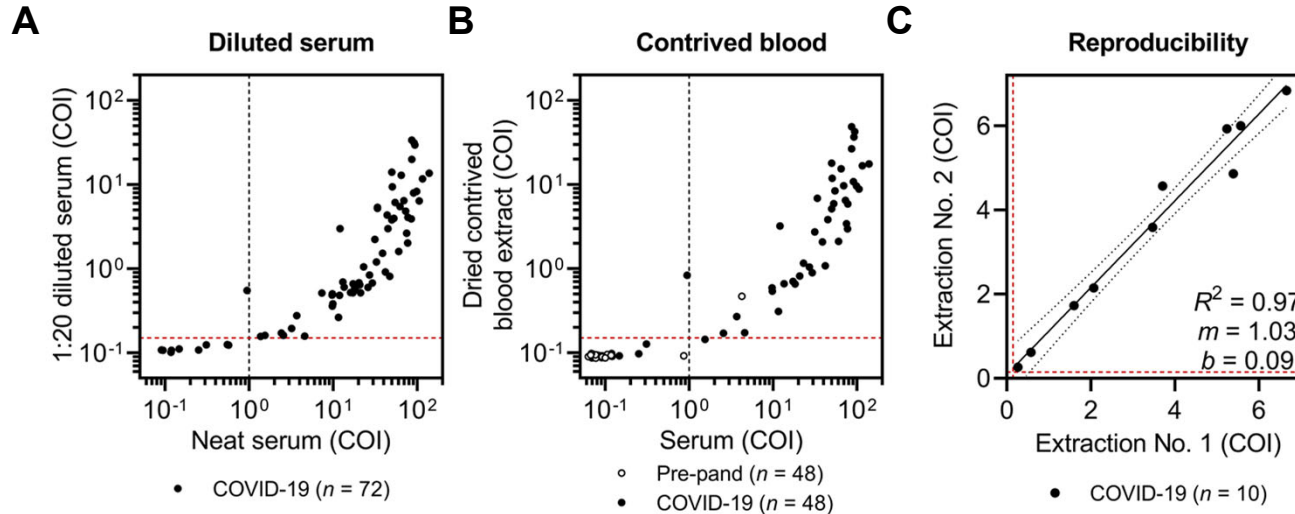 A
Diluted serum
1:20 diluted serum (COI)
10²
10¹
10⁰
10⁻¹
10⁻¹ 10⁰ 10¹ 10²
Neat serum (COI)
COVID-19 (n = 72)
B
Contrived blood
Dried contrived
blood extract (COI)
10²
10¹
10⁰
10⁻¹
10⁻¹ 10⁰ 10¹ 10²
Serum (COI)
Pre-pand (n = 48)
COVID-19 (n = 48)
C
Reproducibility
Extraction No. 2 (COI)
6
4
2
0
R² = 0.97
m = 1.03
b = 0.09
0 2 4 6
Extraction No. 1 (COI)
COVID-19 (n = 10)